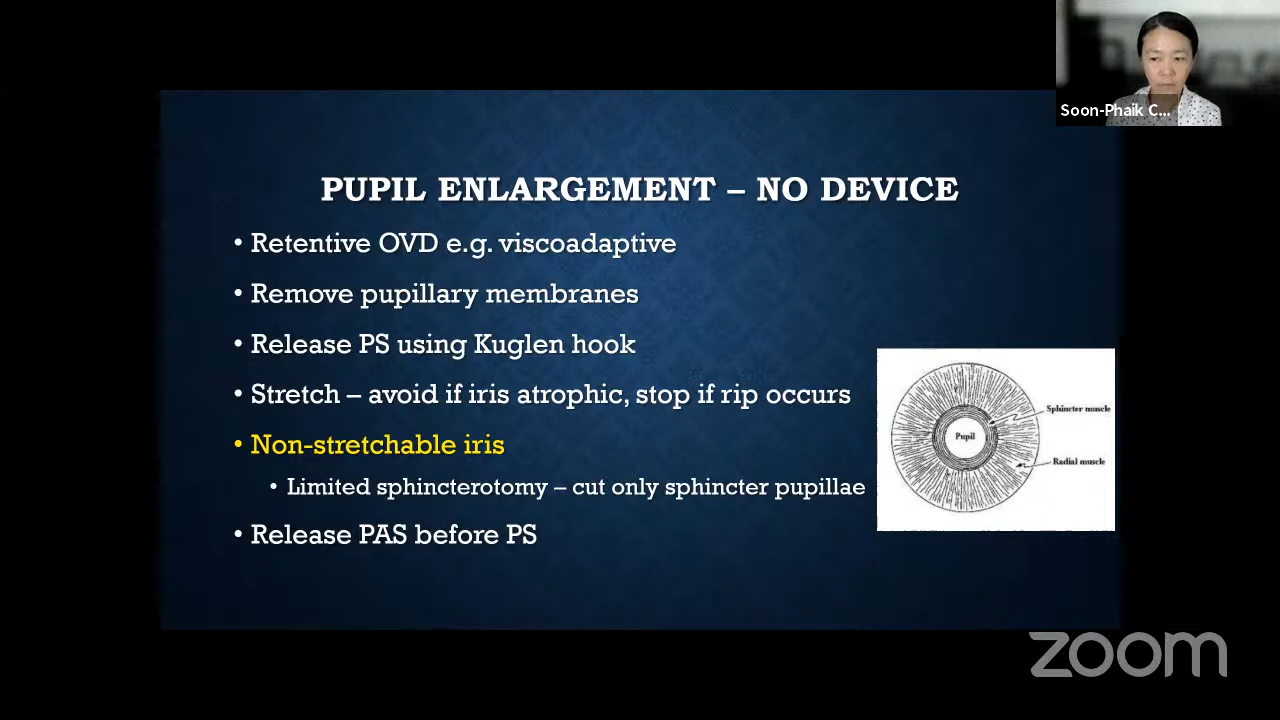 Soon-Phaik C...
PUPIL ENLARGEMENT – NO DEVICE
• Retentive OVD e.g. viscoadaptive
• Remove pupillary membranes
• Release PS using Kuglen hook
• Stretch – avoid if iris atrophic, stop if rip occurs
• Non-stretchable iris
• Limited sphincterotomy – cut only sphincter pupillae
• Release PAS before PS
Sphincter muscle
Pupil
Radial muscle
zoom